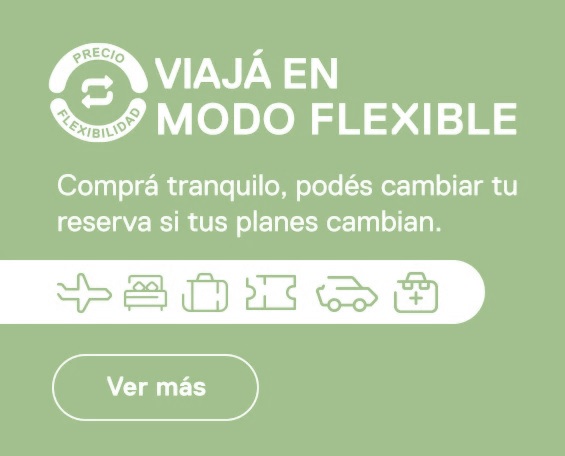 PRECIO
FLEXIBILIDAD
VIAJÁ EN
MODO FLEXIBLE
Comprá tranquilo, podés cambiar tu
reserva si tus planes cambian.
Ver más